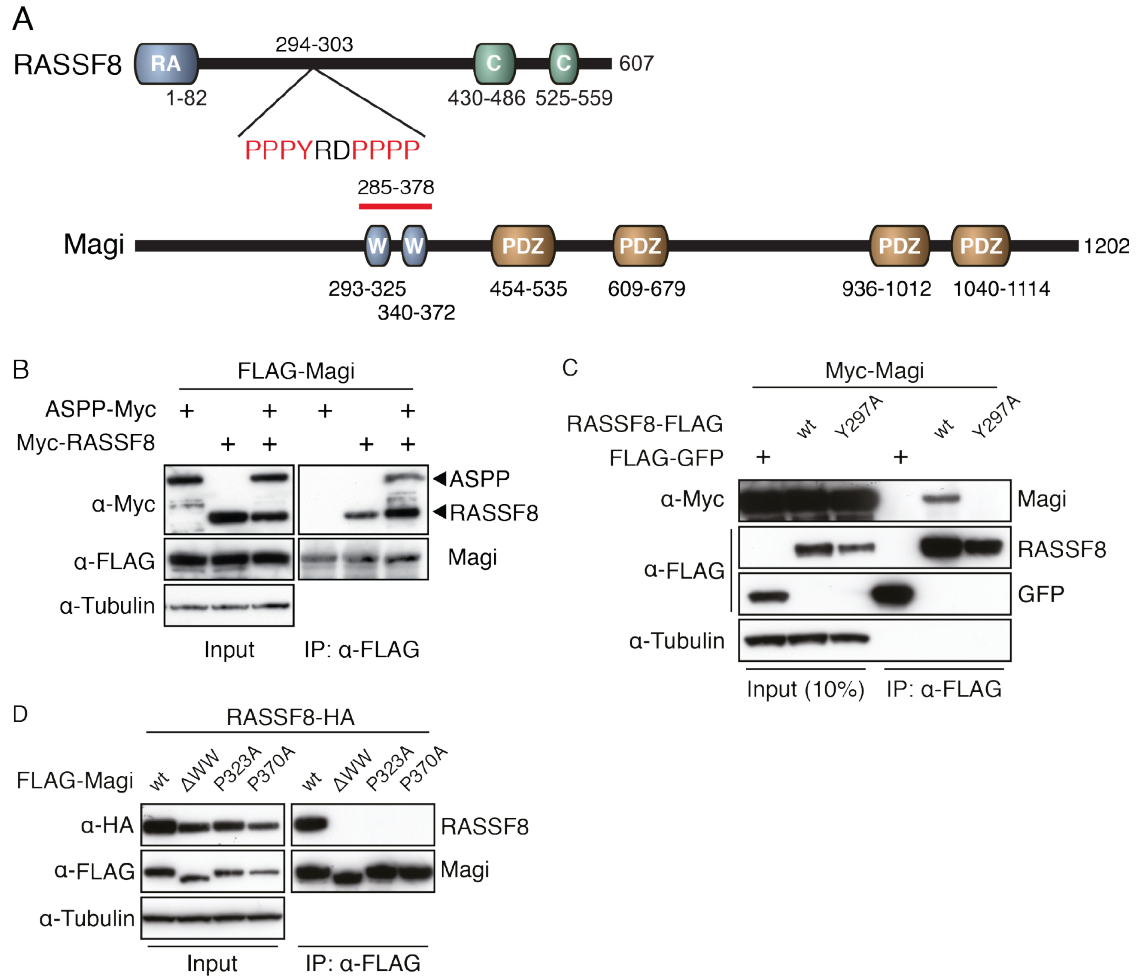 A
RASSF8 RA 294-303 C C 607
1-82 430-486 525-559
PPPYRDPPPP
285-378
Magi W W PDZ PDZ PDZ PDZ 1202
293-325 454-535 609-679 936-1012 1040-1114
340-372
B
FLAG-Magi
ASPP-Myc + + + +
Myc-RASSF8 + + + +
α-Myc ASPP
RASSF8
α-FLAG Magi
α-Tubulin
Input IP: α-FLAG
C
Myc-Magi
RASSF8-FLAG wt Y297A wt Y297A
FLAG-GFP + +
α-Myc Magi
α-FLAG RASSF8
GFP
α-Tubulin
Input (10%) IP: α-FLAG
D
RASSF8-HA
FLAG-Magi wt ΔWW P323A P370A wt ΔWW P323A P370A
α-HA RASSF8
α-FLAG Magi
α-Tubulin
Input IP: α-FLAG